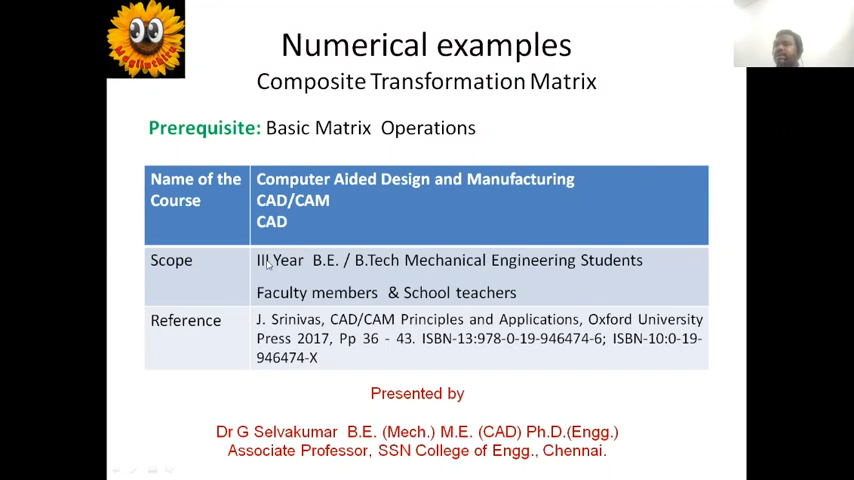 Numerical examples
Composite Transformation Matrix
Prerequisite: Basic Matrix Operations
Name of the Course
Computer Aided Design and Manufacturing
CAD/CAM
CAD
Scope
III Year B.E. / B.Tech Mechanical Engineering Students
Faculty members & School teachers
Reference
J. Srinivas, CAD/CAM Principles and Applications, Oxford University
Press 2017, Pp 36 - 43. ISBN-13:978-0-19-946474-6; ISBN-10:0-19-
946474-X
Presented by
Dr G Selvakumar B.E. (Mech.) M.E. (CAD) Ph.D.(Engg.)
Associate Professor, SSN College of Engg., Chennai.